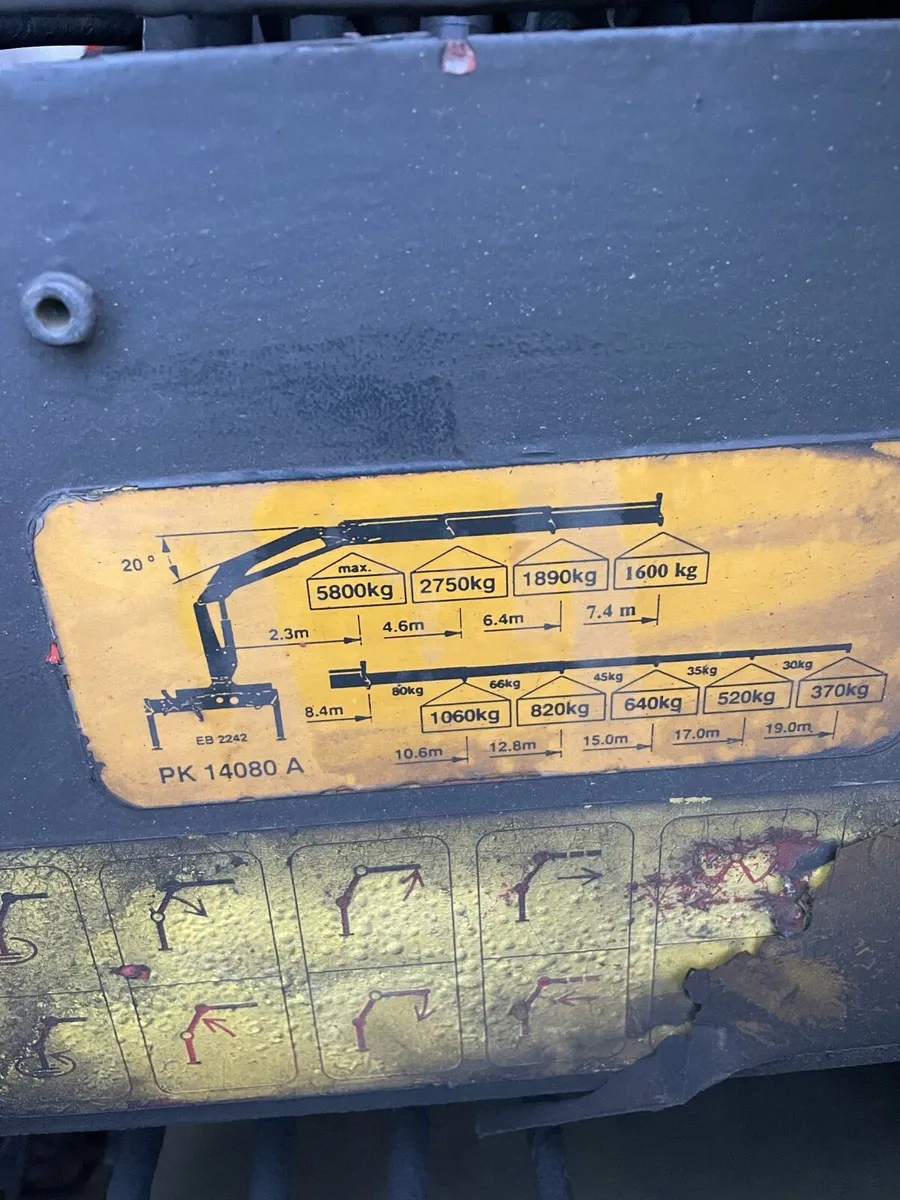 20°
max.
5800kg 2750kg 1890kg 1600 kg
2.3m 4.6m 6.4m 7.4 m
80kg 66kg 45kg 35kg 30kg
8.4m 1060kg 820kg 640kg 520kg 370kg
10.6m 12.8m 15.0m 17.0m 19.0m
EB 2242
PK 14080 A